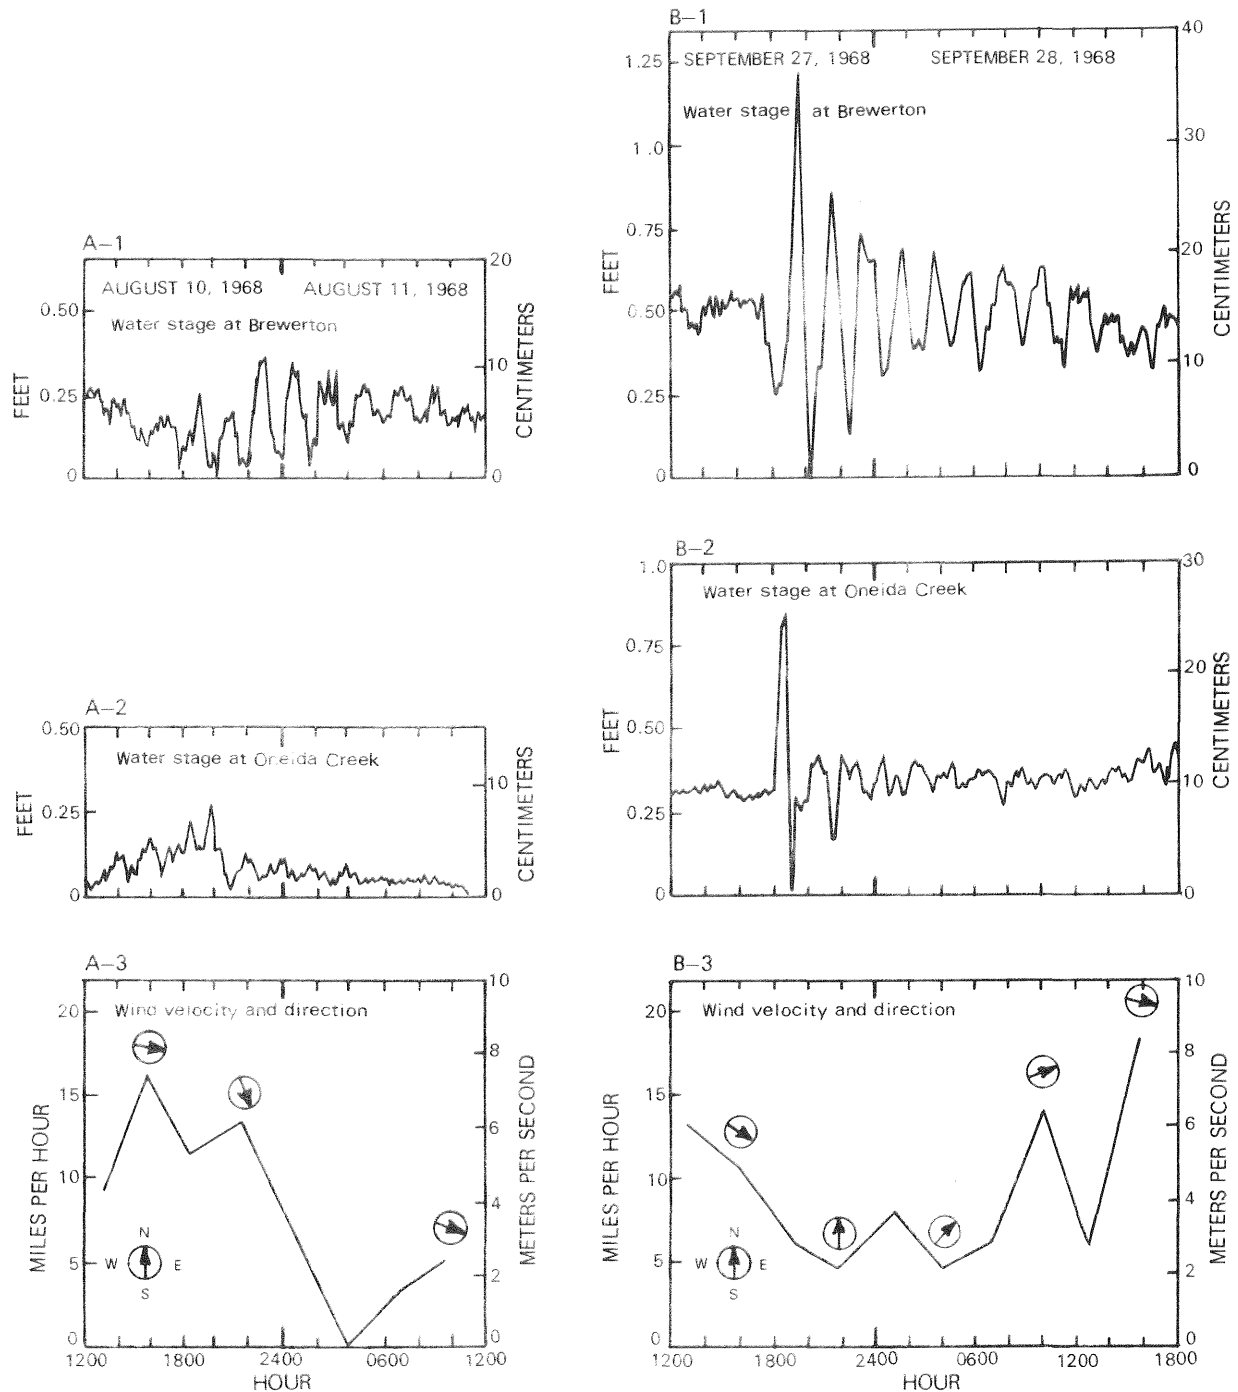 A–1
20
AUGUST 10, 1968 AUGUST 11, 1968
0.50
Water stage at Brewerton
10
0.25
0
0
FEET
CENTIMETERS
A–2
0.50
Water stage at Oneida Creek
10
0.25
0
0
FEET
CENTIMETERS
A–3
10
20
Wind velocity and direction
8
15
6
10
4
N
W E
S
5
2
0
0
MILES PER HOUR
METERS PER SECOND
1200 1800 2400 0600 1200
HOUR
B–1
40
1.25
SEPTEMBER 27, 1968 SEPTEMBER 28, 1968
Water stage at Brewerton
30
1.0
0.75
20
0.50
10
0.25
0
0
FEET
CENTIMETERS
B–2
30
1.0
Water stage at Oneida Creek
0.75
20
0.50
10
0.25
0
0
FEET
CENTIMETERS
B–3
10
20
Wind velocity and direction
8
15
6
10
4
N
W E
S
5
2
0
0
MILES PER HOUR
METERS PER SECOND
1200 1800 2400 0600 1200 1800
HOUR